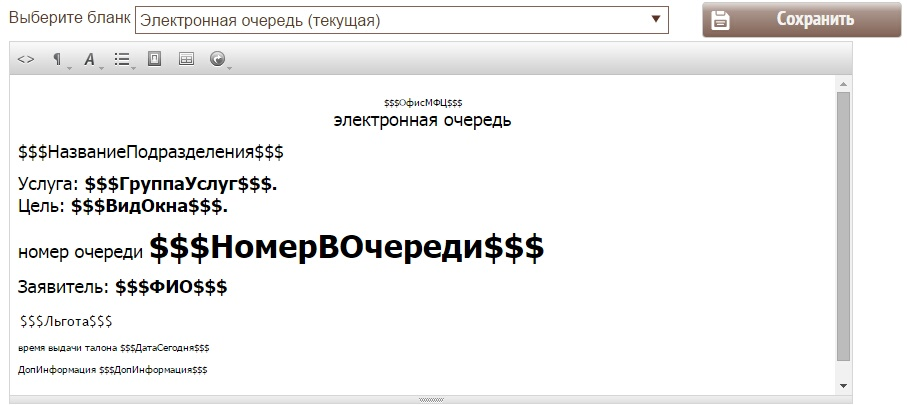 Выберите бланк Электронная очередь (текущая) Сохранить
$$$ОфисМФЦ$$$
электронная очередь
$$$НазваниеПодразделения$$$
Услуга: $$$ГруппаУслуг$$$.
Цель: $$$ВидОкна$$$.
номер очереди $$$НомерВОчереди$$$
Заявитель: $$$ФИО$$$
$$$Льгота$$$
время выдачи талона $$$ДатаСегодня$$$
ДопИнформация $$$ДопИнформация$$$